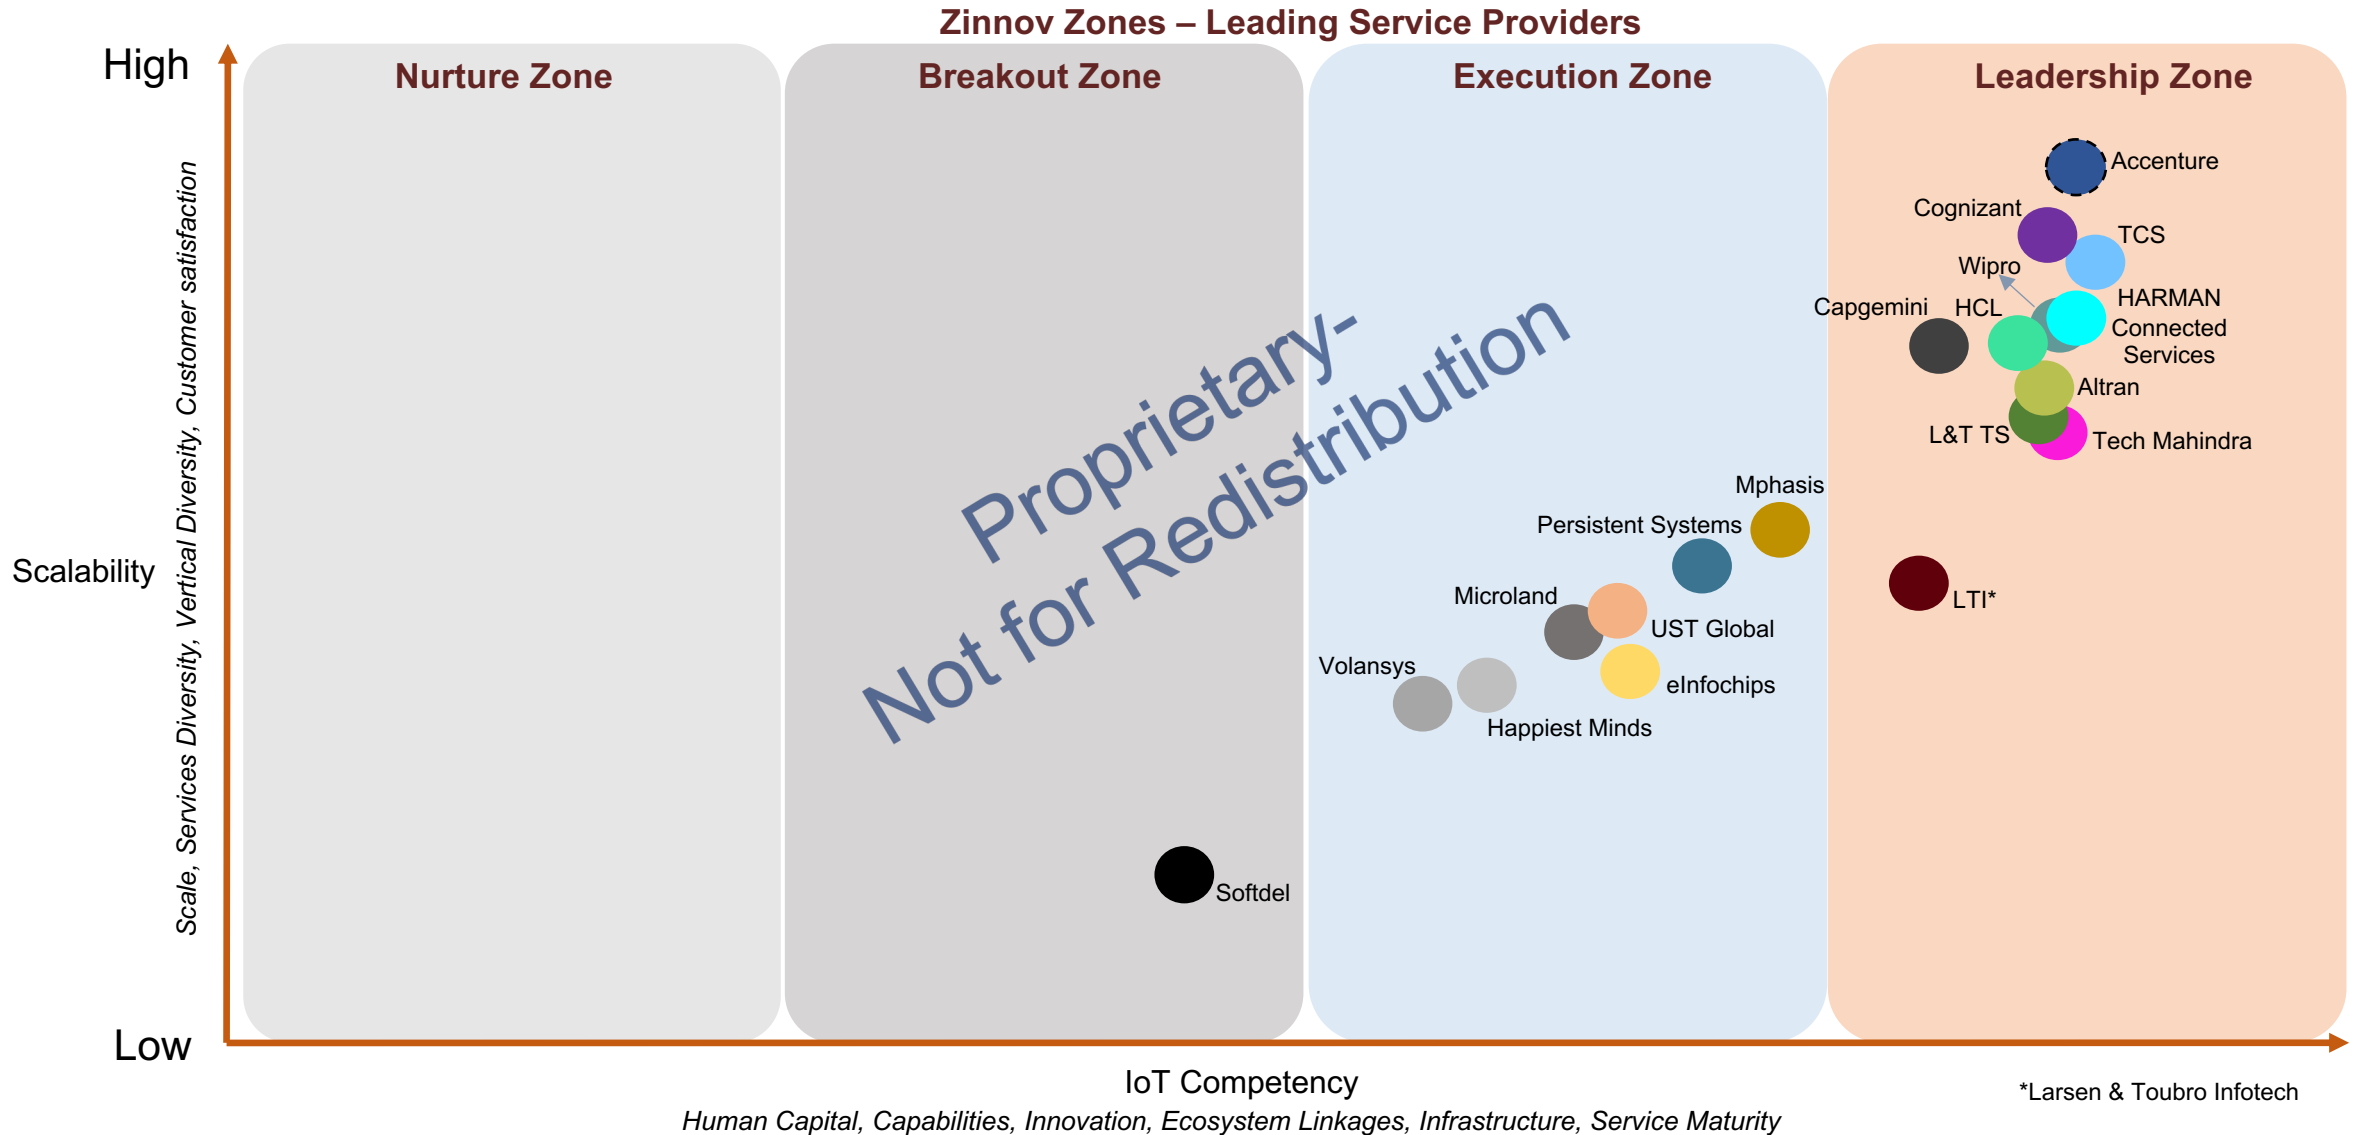 Zinnov Zones – Leading Service Providers
High
Nurture Zone
Breakout Zone
Execution Zone
Leadership Zone
Accenture
Cognizant
TCS
Wipro
HARMAN
Connected
Services
Capgemini
HCL
Altran
L&T TS
Tech Mahindra
Mphasis
Persistent Systems
LTI*
Microland
UST Global
Volansys
eInfochips
Happiest Minds
Softdel
Proprietary-
Not for Redistribution
Scalability
Scale, Services Diversity, Vertical Diversity, Customer satisfaction
Low
IoT Competency
Human Capital, Capabilities, Innovation, Ecosystem Linkages, Infrastructure, Service Maturity
*Larsen & Toubro Infotech